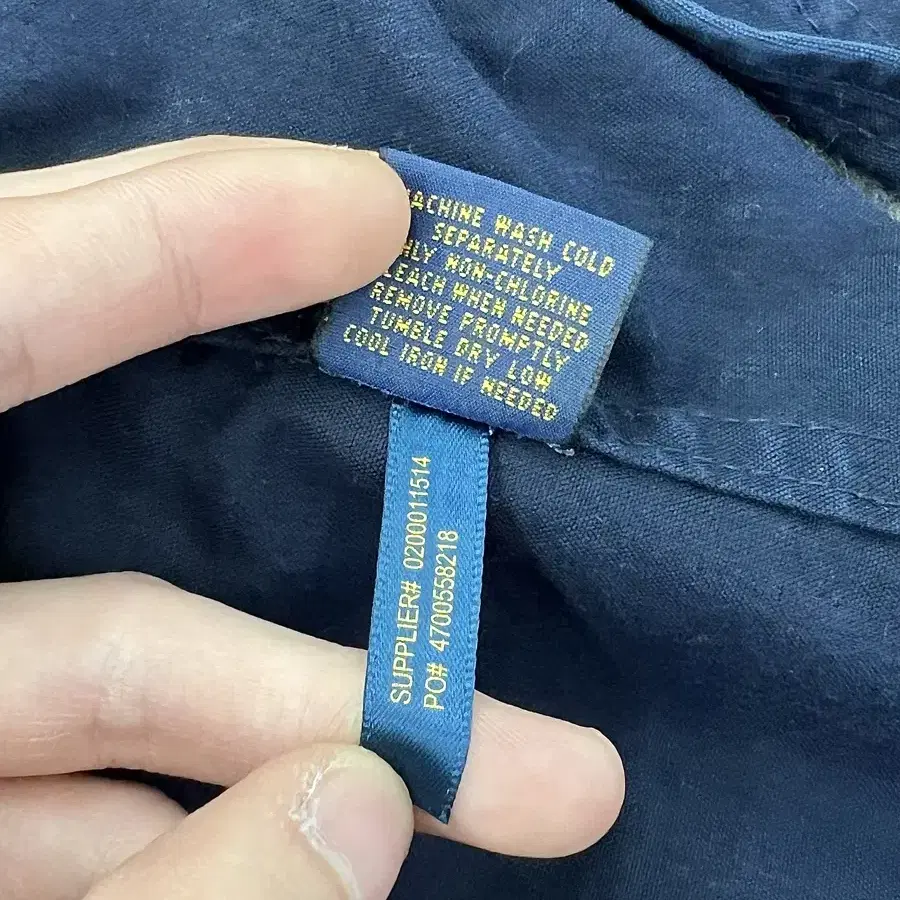 MACHINE WASH COLD
SEPARATELY
ONLY NON-CHLORINE
BLEACH WHEN NEEDED
REMOVE PROMPTLY
TUMBLE DRY LOW
COOL IRON IF NEEDED
SUPPLIER# 0200011514
PO# 4700558218